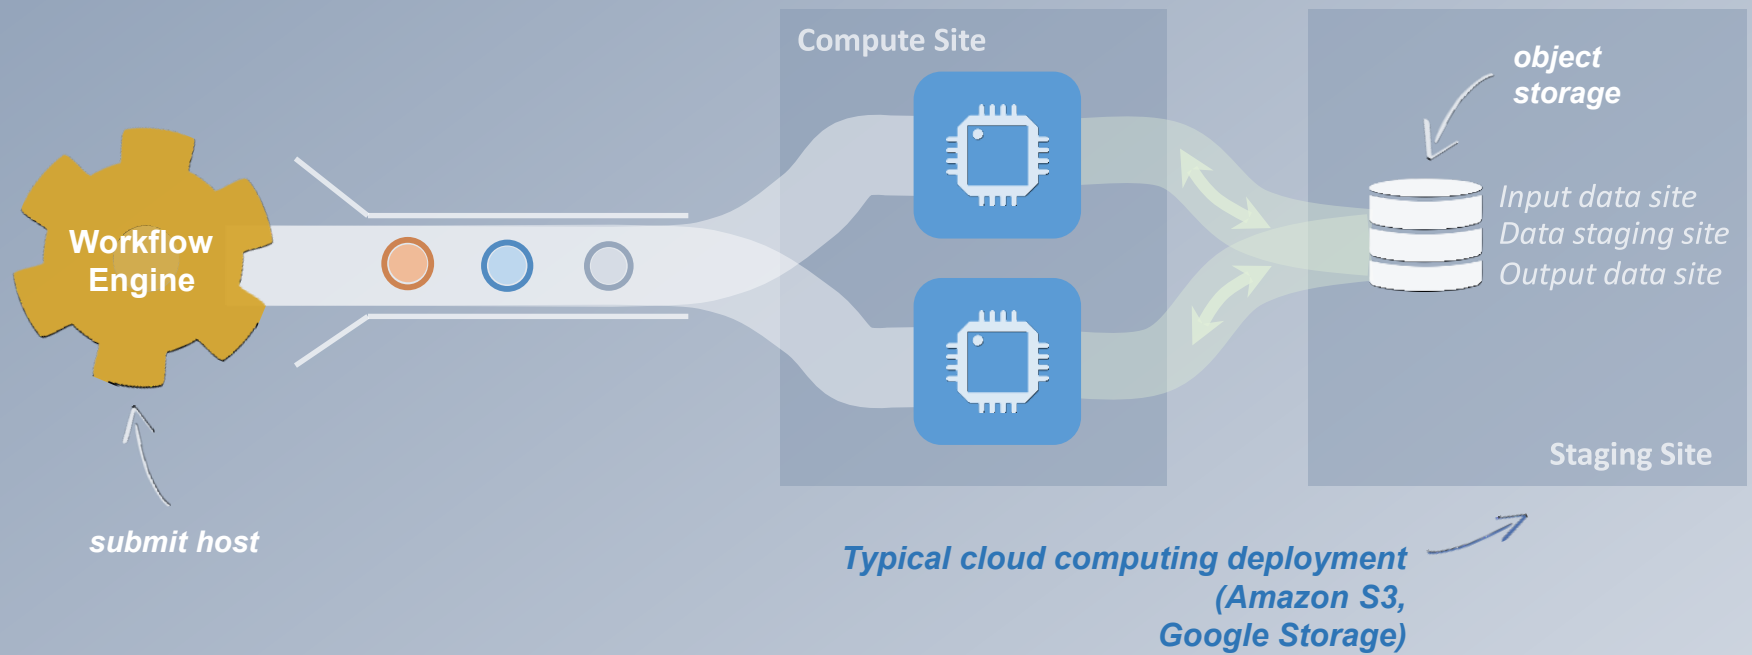 Compute Site
object
storage
Workflow
Engine
Input data site
Data staging site
Output data site
Staging Site
submit host
Typical cloud computing deployment
(Amazon S3,
Google Storage)